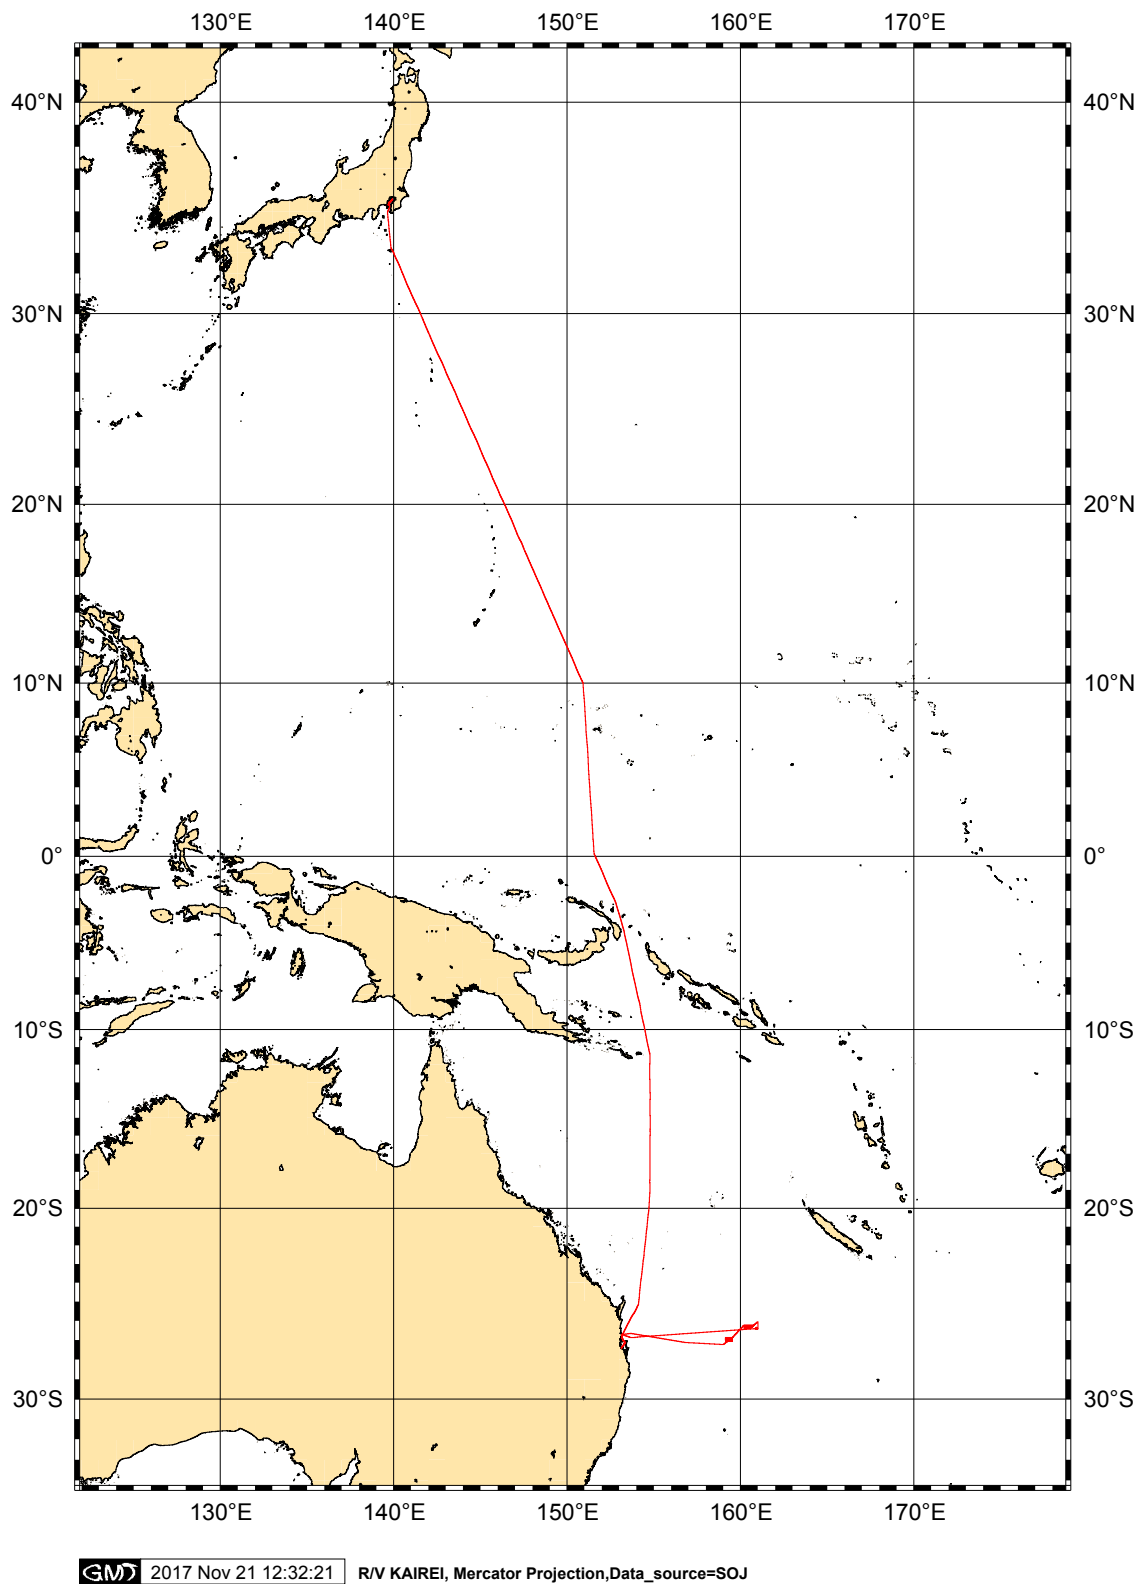 130°E 140°E 150°E 160°E 170°E
40°N 40°N
30°N 30°N
20°N 20°N
10°N 10°N
0° 0°
10°S 10°S
20°S 20°S
30°S 30°S
130°E 140°E 150°E 160°E 170°E
GMT 2017 Nov 21 12:32:21 R/V KAIREI, Mercator Projection,Data_source=SOJ